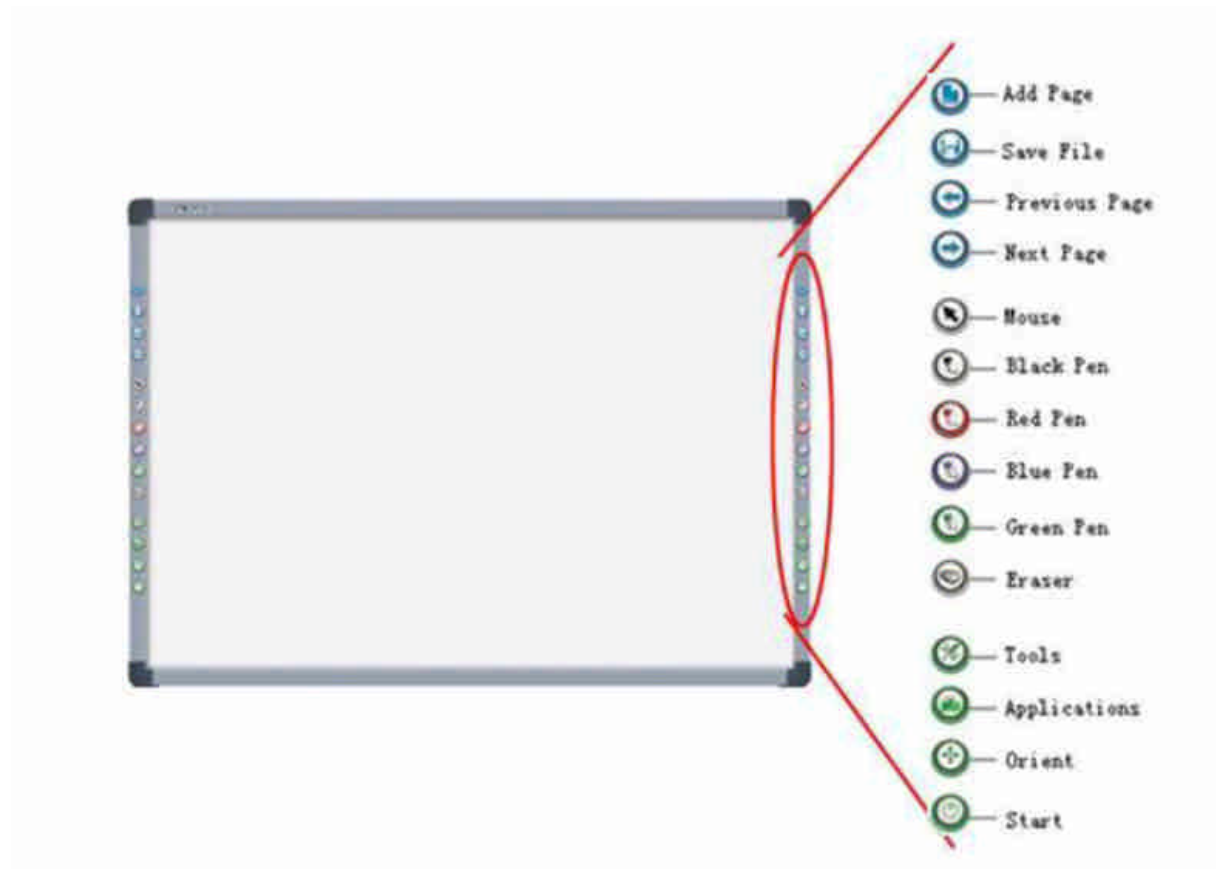 Add Page
Save File
Previous Page
Next Page
Mouse
Black Pen
Red Pen
Blue Pen
Green Pen
Eraser
Tools
Applications
Orient
Start